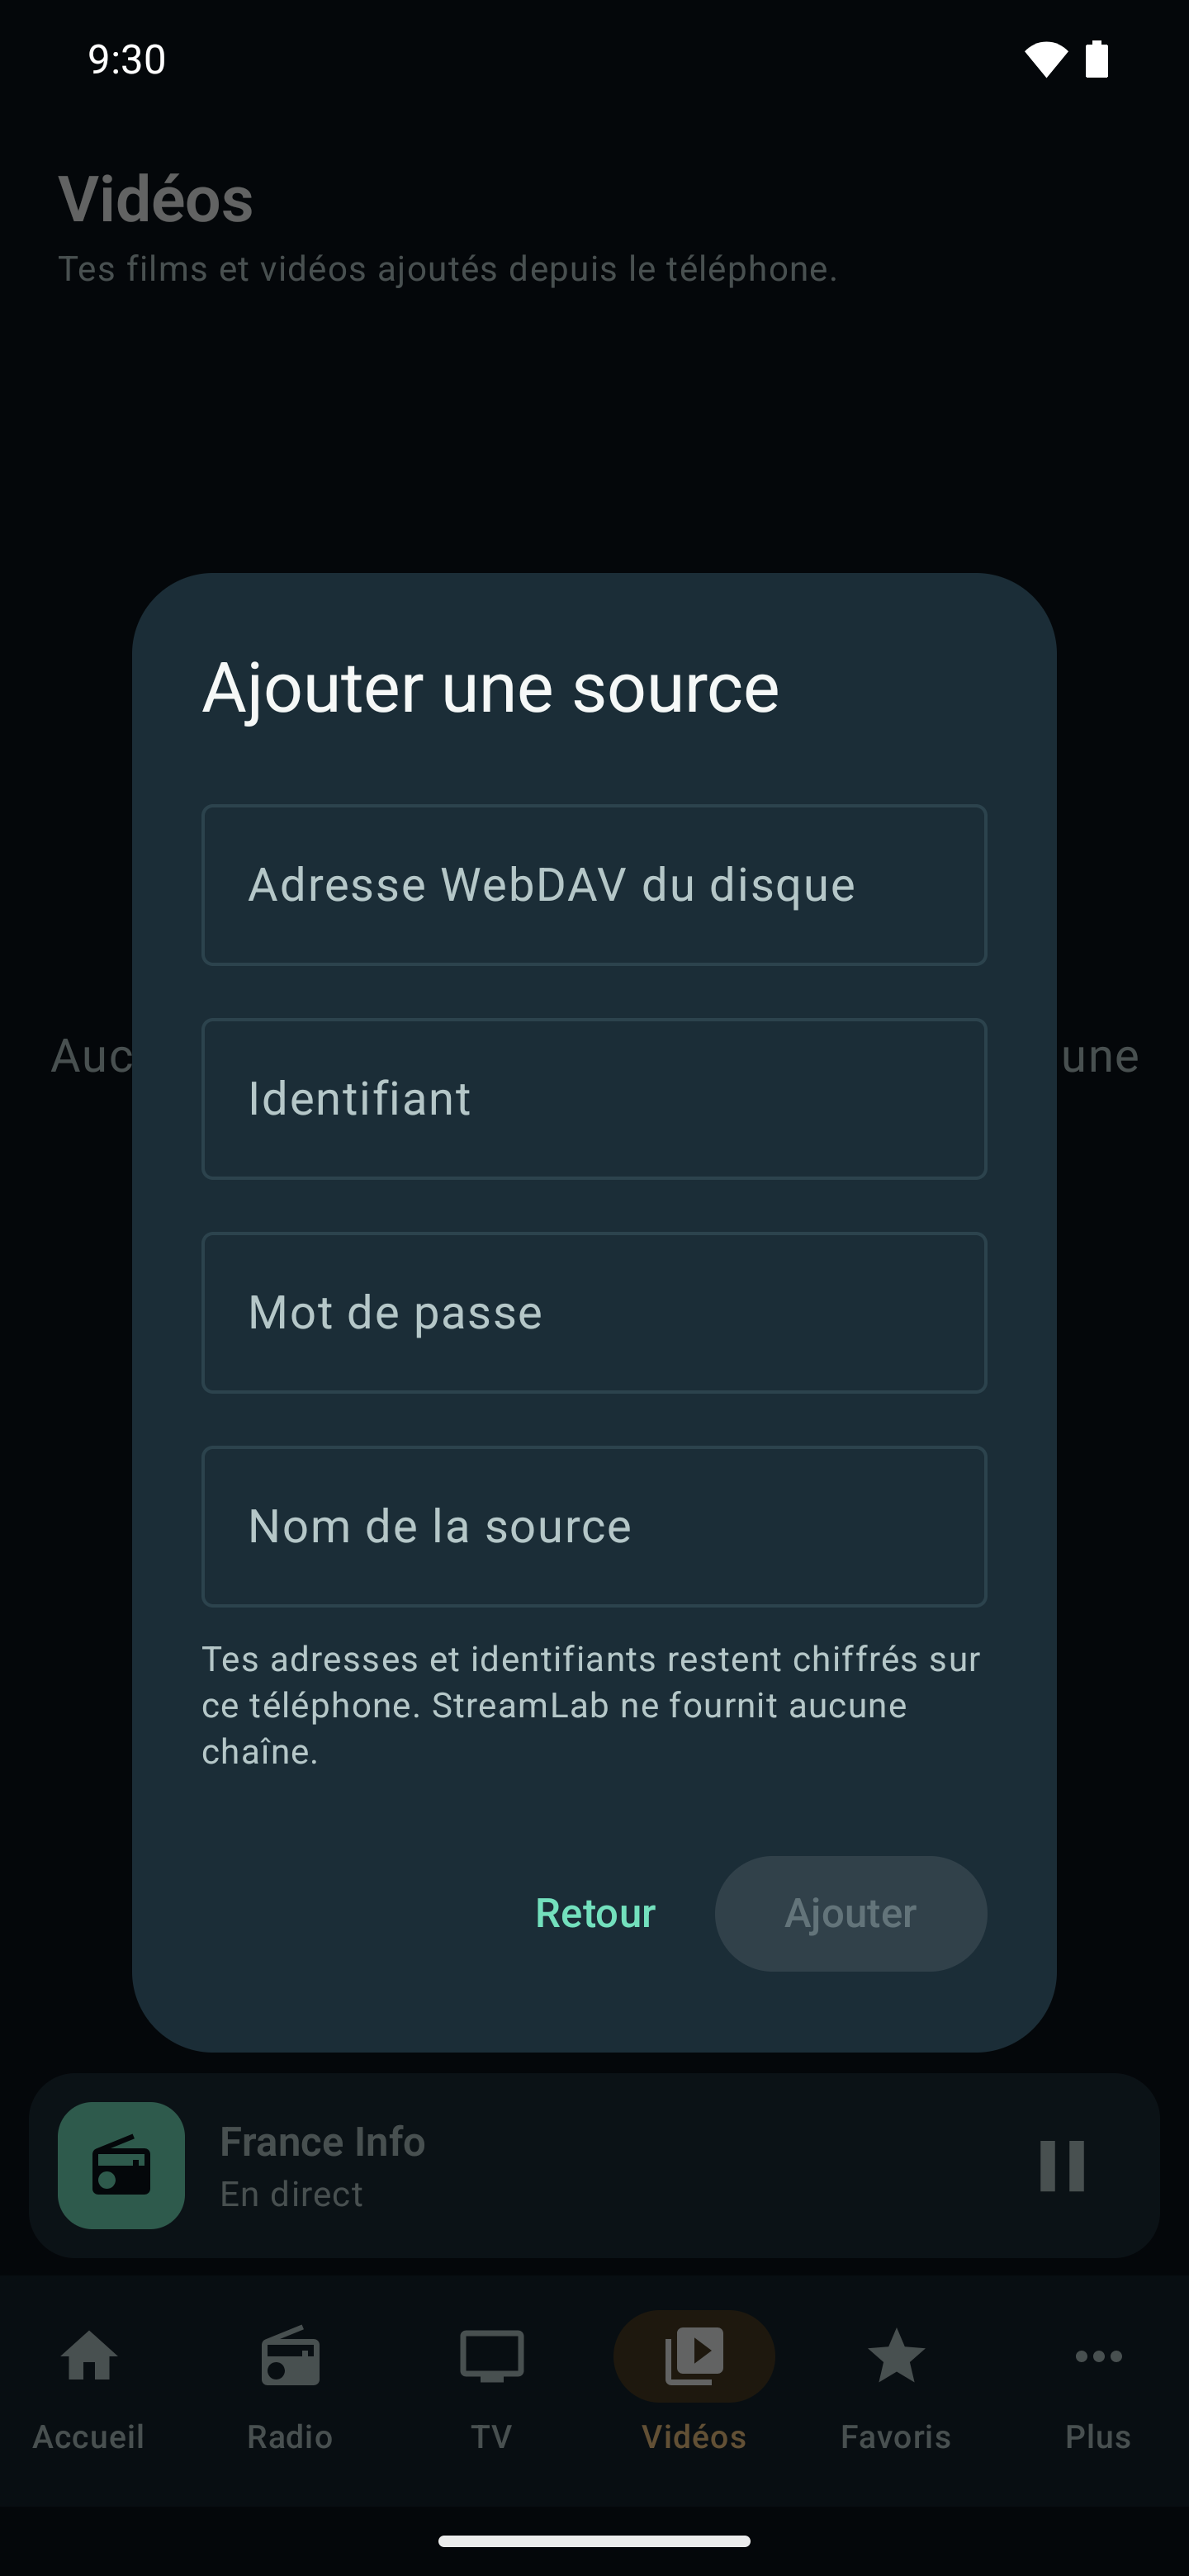 9:30
Vidéos
Tes films et vidéos ajoutés depuis le téléphone.
Ajouter une source
Adresse WebDAV du disque
Identifiant
Mot de passe
Nom de la source
Tes adresses et identifiants restent chiffrés sur
ce téléphone. StreamLab ne fournit aucune
chaîne.
Retour Ajouter
France Info
En direct
Accueil Radio TV Vidéos Favoris Plus